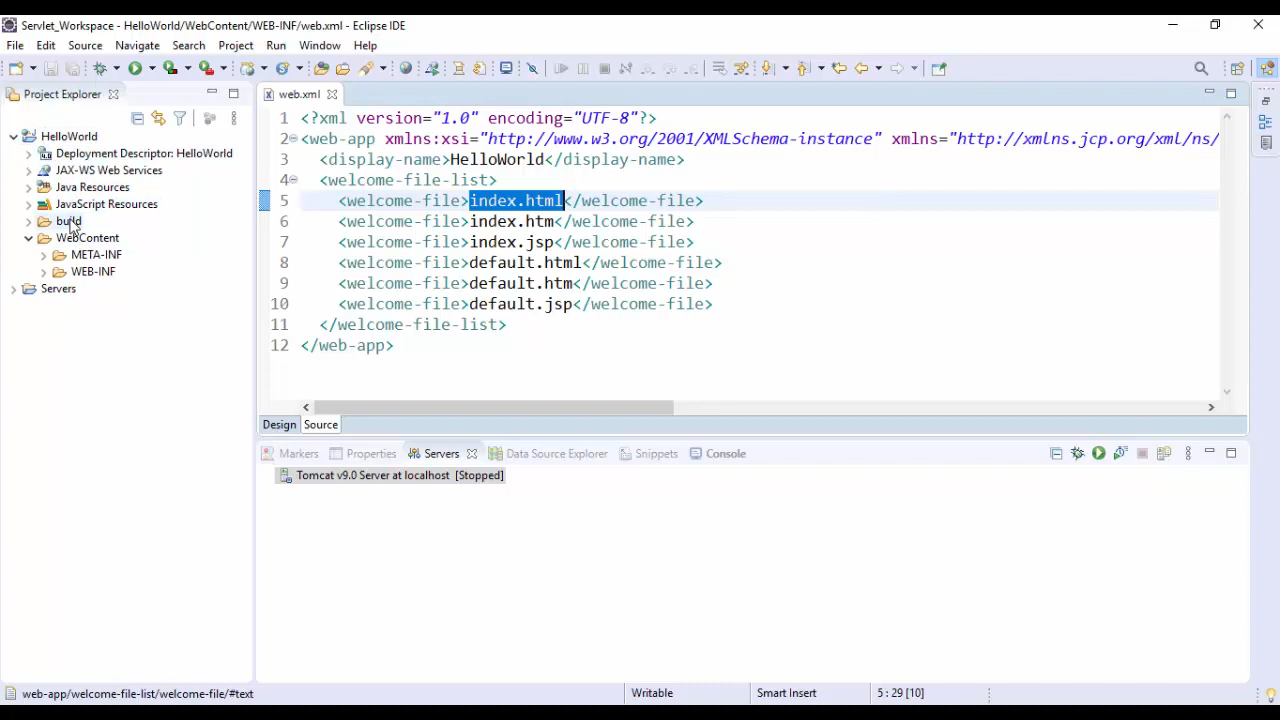 Servlet_Workspace - HelloWorld/WebContent/WEB-INF/web.xml - Eclipse IDE
File Edit Source Navigate Search Project Run Window Help
Project Explorer
HelloWorld
Deployment Descriptor: HelloWorld
JAX-WS Web Services
Java Resources
JavaScript Resources
build
WebContent
META-INF
WEB-INF
Servers
web.xml
1 <?xml version="1.0" encoding="UTF-8"?>
2 <web-app xmlns:xsi="http://www.w3.org/2001/XMLSchema-instance" xmlns="http://xmlns.jcp.org/xml/ns/
3 <display-name>HelloWorld</display-name>
4 <welcome-file-list>
5 <welcome-file>index.html</welcome-file>
6 <welcome-file>index.htm</welcome-file>
7 <welcome-file>index.jsp</welcome-file>
8 <welcome-file>default.html</welcome-file>
9 <welcome-file>default.htm</welcome-file>
10 <welcome-file>default.jsp</welcome-file>
11 </welcome-file-list>
12 </web-app>
Design Source
Markers Properties Servers Data Source Explorer Snippets Console
Tomcat v9.0 Server at localhost [Stopped]
web-app/welcome-file-list/welcome-file/#text Writable Smart Insert 5 : 29 [10]